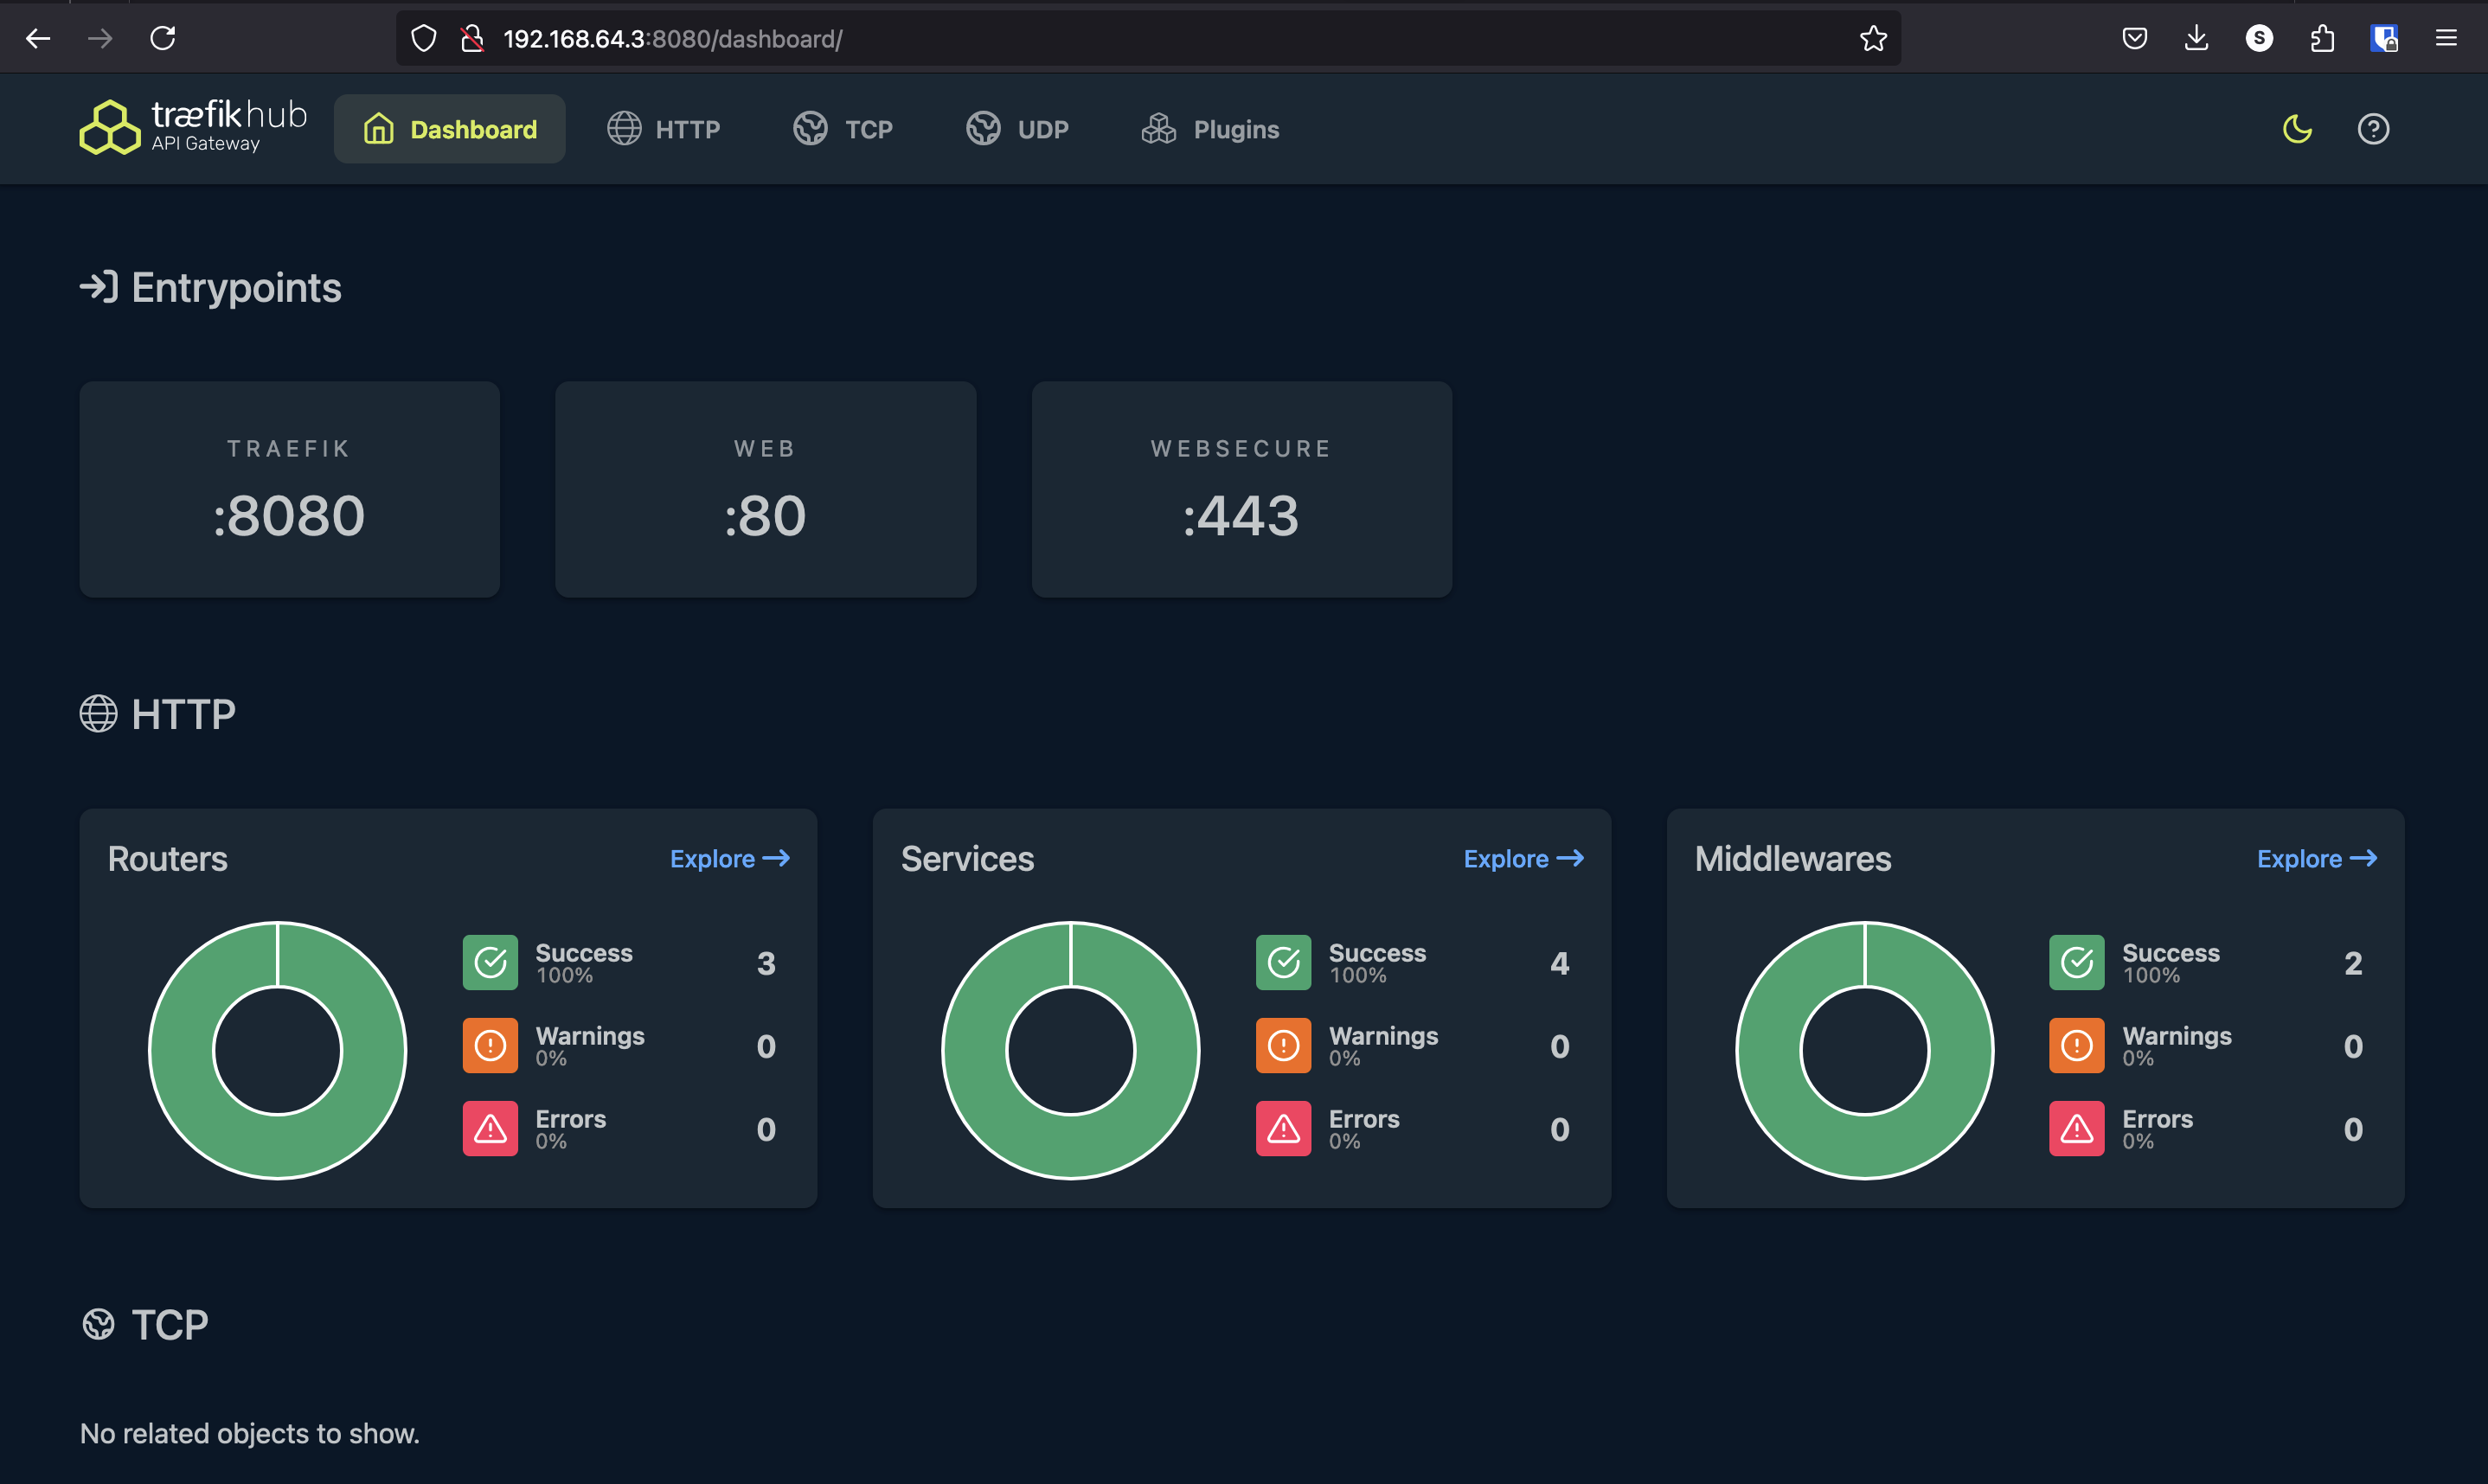 192.168.64.3:8080/dashboard/
S
træfik hub
API Gateway
Dashboard
HTTP
TCP
UDP
Plugins
Entrypoints
TRAEFIK
:8080
WEB
:80
WEBSECURE
:443
HTTP
Routers
Explore
Success
100%
3
Warnings
0%
0
Errors
0%
0
Services
Explore
Success
100%
4
Warnings
0%
0
Errors
0%
0
Middlewares
Explore
Success
100%
2
Warnings
0%
0
Errors
0%
0
TCP
No related objects to show.